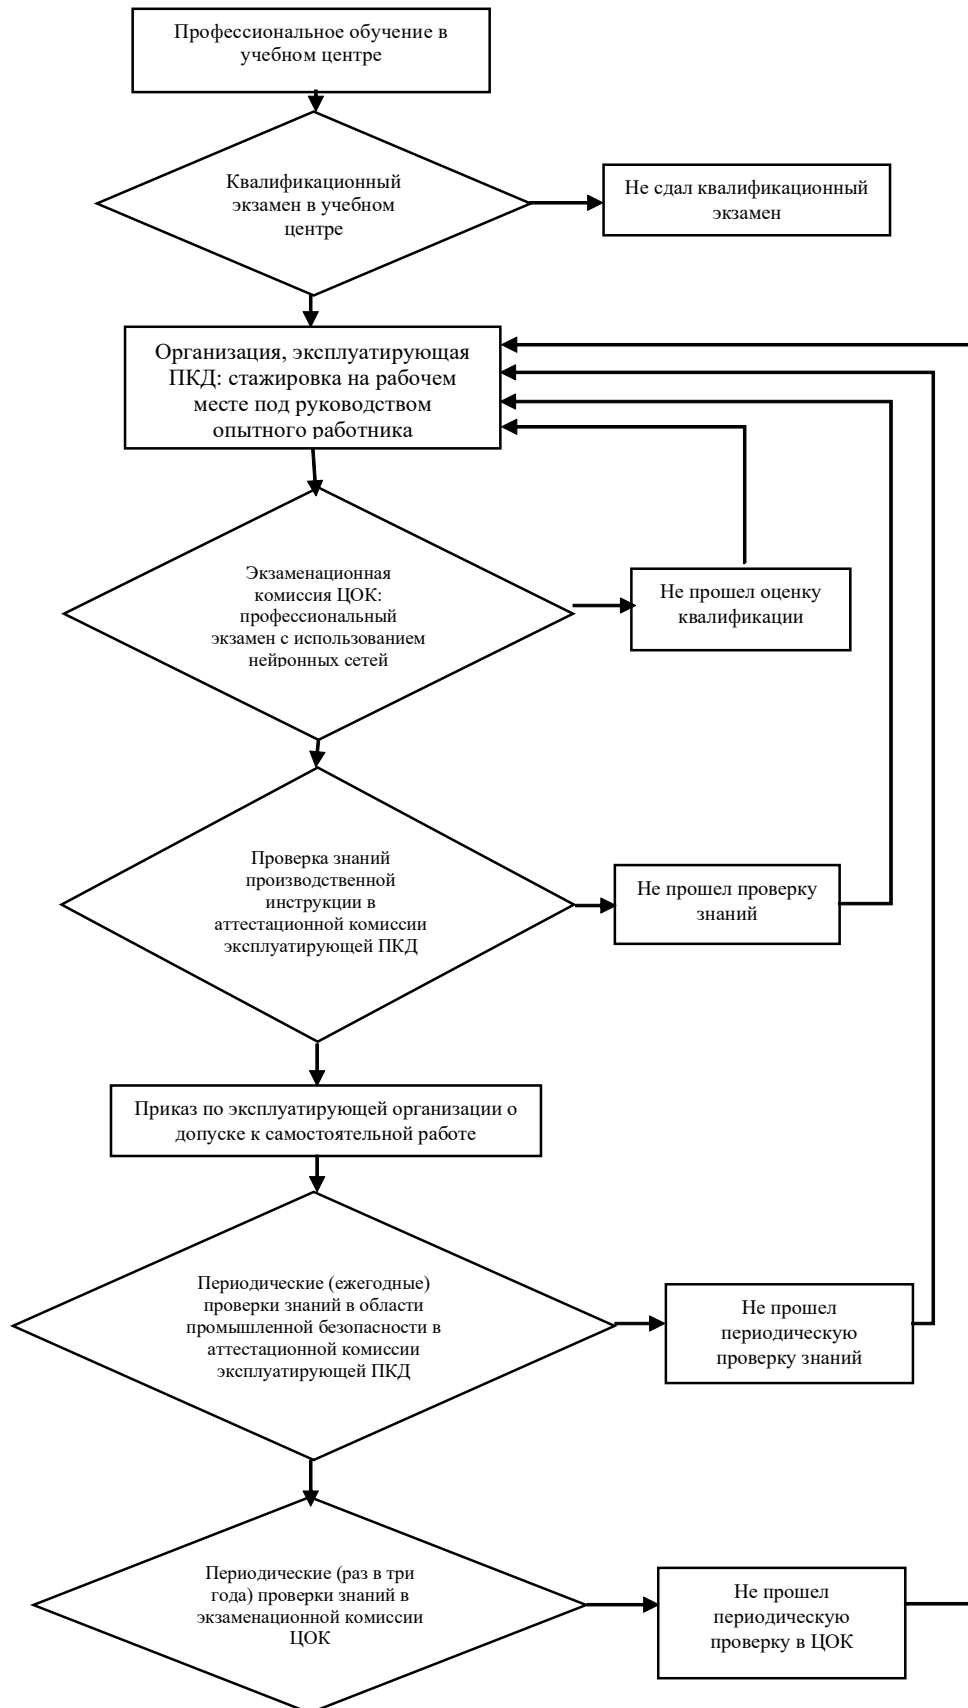 Профессиональное обучение в
учебном центре
Квалификационный
экзамен в учебном
центре
Не сдал квалификационный
экзамен
Организация, эксплуатирующая
ПКД: стажировка на рабочем
месте под руководством
опытного работника
Экзаменационная
комиссия ЦОК:
профессиональный
экзамен с использованием
нейронных сетей
Не прошел оценку
квалификации
Проверка знаний
производственной
инструкции в
аттестационной комиссии
эксплуатирующей ПКД
Не прошел проверку
знаний
Приказ по эксплуатирующей организации о
допуске к самостоятельной работе
Периодические (ежегодные)
проверки знаний в области
промышленной безопасности в
аттестационной комиссии
эксплуатирующей ПКД
Не прошел
периодическую
проверку знаний
Периодические (раз в три
года) проверки знаний в
экзаменационной комиссии
ЦОК
Не прошел
периодическую
проверку в ЦОК